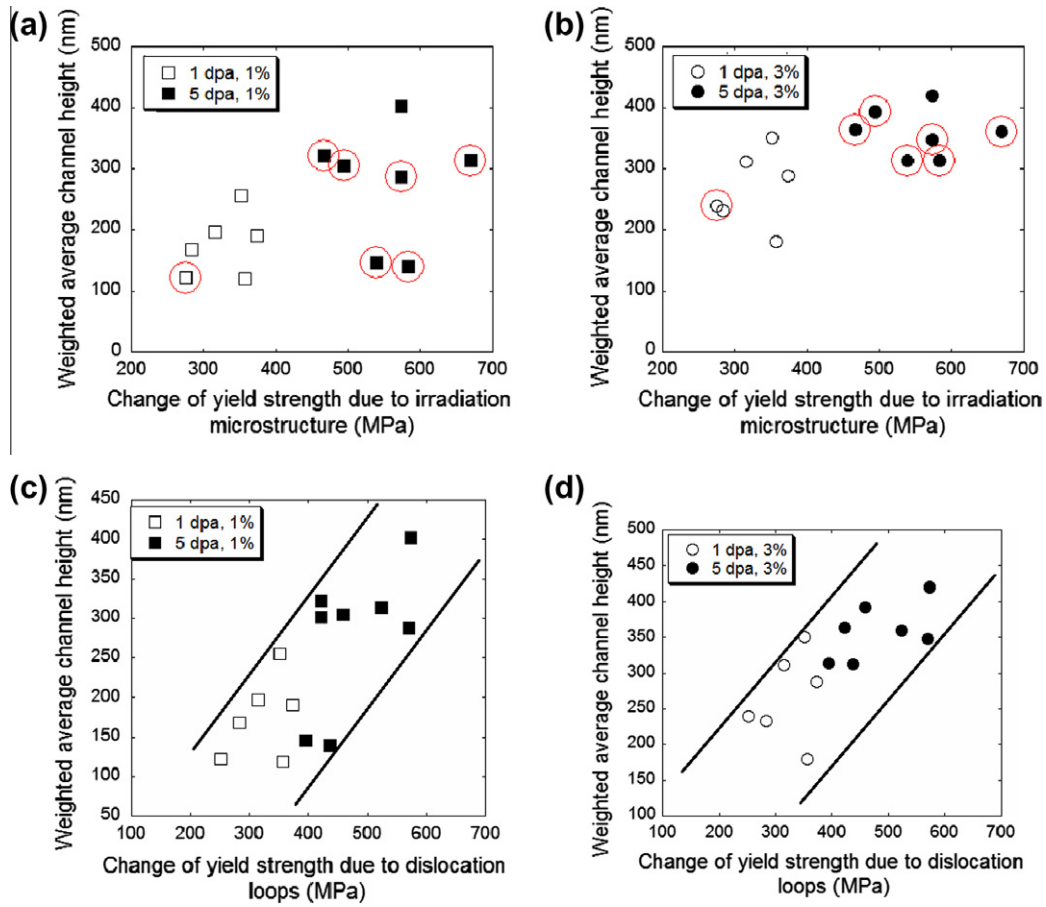 (a)
Weighted average channel height (nm)
500
400
300
200
100
0
1 dpa, 1%
5 dpa, 1%
200 300 400 500 600 700
Change of yield strength due to irradiation
microstructure (MPa)
(b)
Weighted average channel height (nm)
500
400
300
200
100
0
1 dpa, 3%
5 dpa, 3%
200 300 400 500 600 700
Change of yield strength due to irradiation
microstructure (MPa)
(c)
Weighted average channel height (nm)
450
400
350
300
250
200
150
100
50
1 dpa, 1%
5 dpa, 1%
100 200 300 400 500 600 700
Change of yield strength due to dislocation
loops (MPa)
(d)
Weighted average channel height (nm)
500
450
400
350
300
250
200
150
100
1 dpa, 3%
5 dpa, 3%
100 200 300 400 500 600 700
Change of yield strength due to dislocation
loops (MPa)